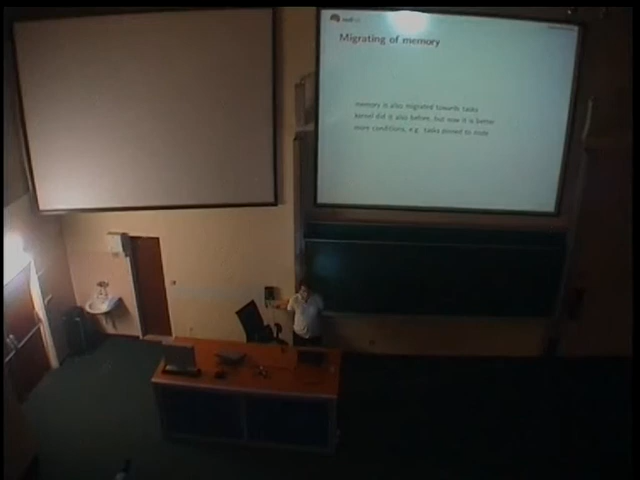 Migrating of memory
memory is also migrated towards tasks
kernel did it also before, but now it is better
more conditions, e.g. tasks moved to node